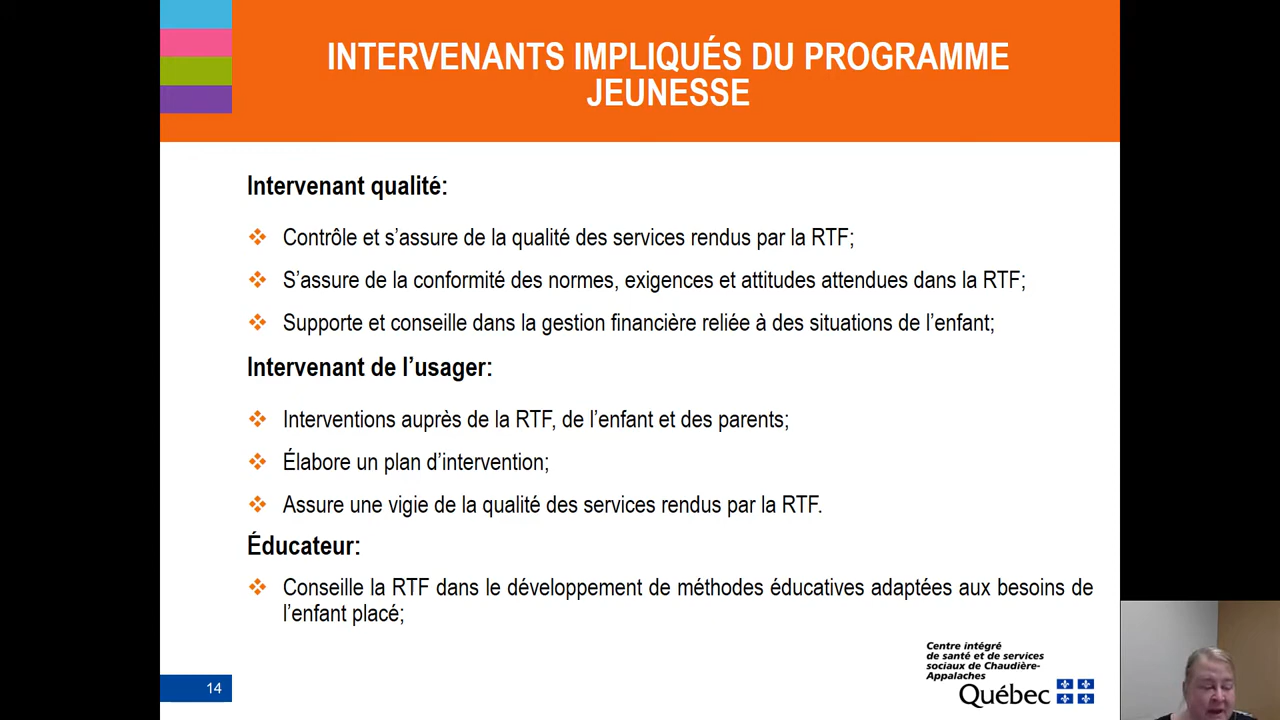 INTERVENANTS IMPLIQUÉS DU PROGRAMME
JEUNESSE
Intervenant qualité:
Contrôle et s’assure de la qualité des services rendus par la RTF;
S’assure de la conformité des normes, exigences et attitudes attendues dans la RTF;
Supporte et conseille dans la gestion financière reliée à des situations de l’enfant;
Intervenant de l’usager:
Interventions auprès de la RTF, de l’enfant et des parents;
Élabore un plan d’intervention;
Assure une vigie de la qualité des services rendus par la RTF.
Éducateur:
Conseille la RTF dans le développement de méthodes éducatives adaptées aux besoins de
l’enfant placé;
14
Centre intégré
de santé et de services
sociaux de Chaudière-
Appalaches
Québec